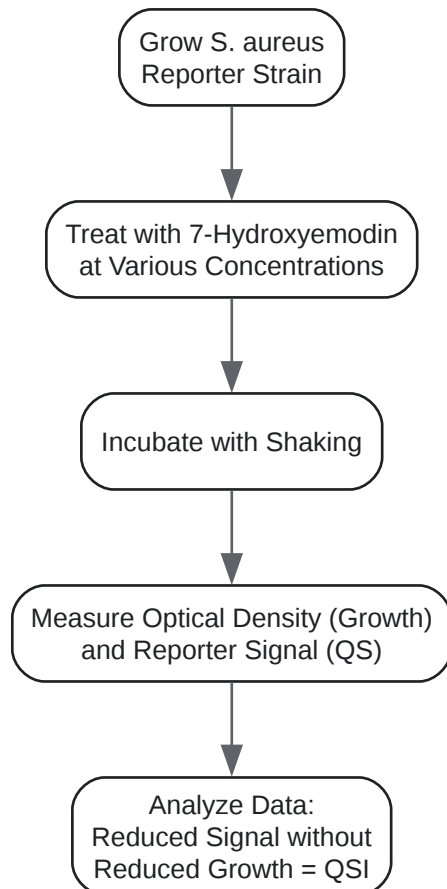 Grow S. aureus
Reporter Strain
Treat with 7-Hydroxyemodin
at Various Concentrations
Incubate with Shaking
Measure Optical Density (Growth)
and Reporter Signal (QS)
Analyze Data:
Reduced Signal without
Reduced Growth = QSI